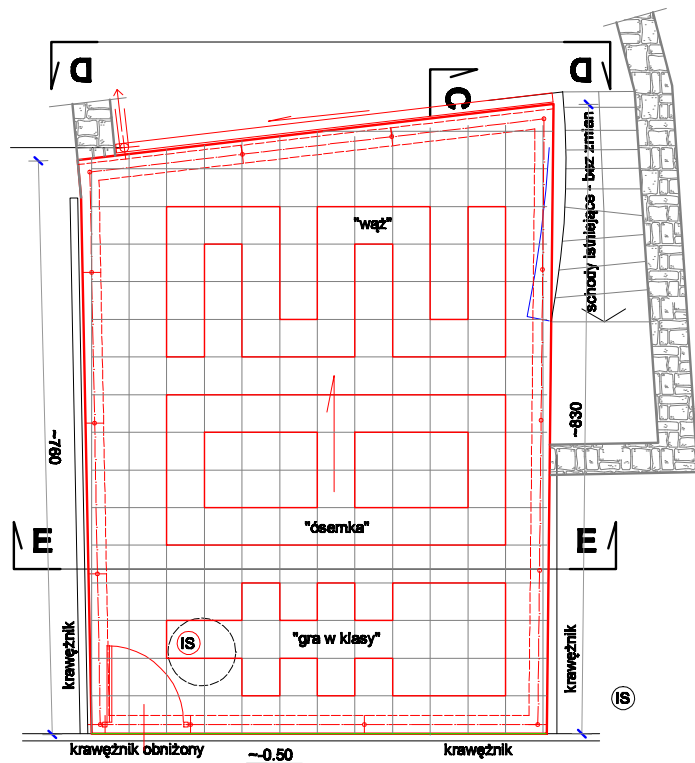 D
D
C
schody istniejące - bez zmian
"wąż"
~760
~830
"ósemka"
E
E
"gra w klasy"
IS
krawężnik
krawężnik
IS
krawężnik obniżony
krawężnik
~-0.50